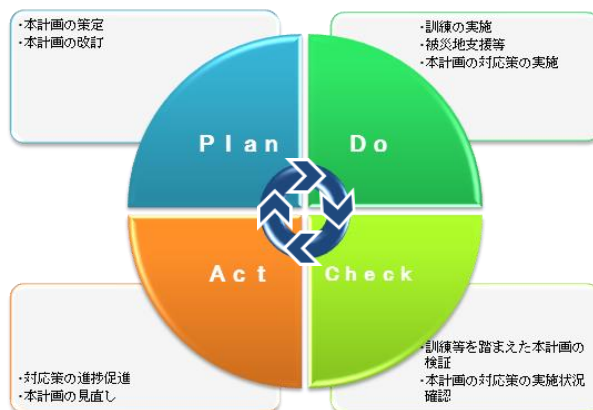 ・本計画の策定
・本計画の改訂
・訓練の実施
・被災地支援等
・本計画の対応策の実施
Plan
Do
Act
Check
・対応策の進捗促進
・本計画の見直し
・訓練等を踏まえた本計画の
検証
・本計画の対応策の実施状況
確認